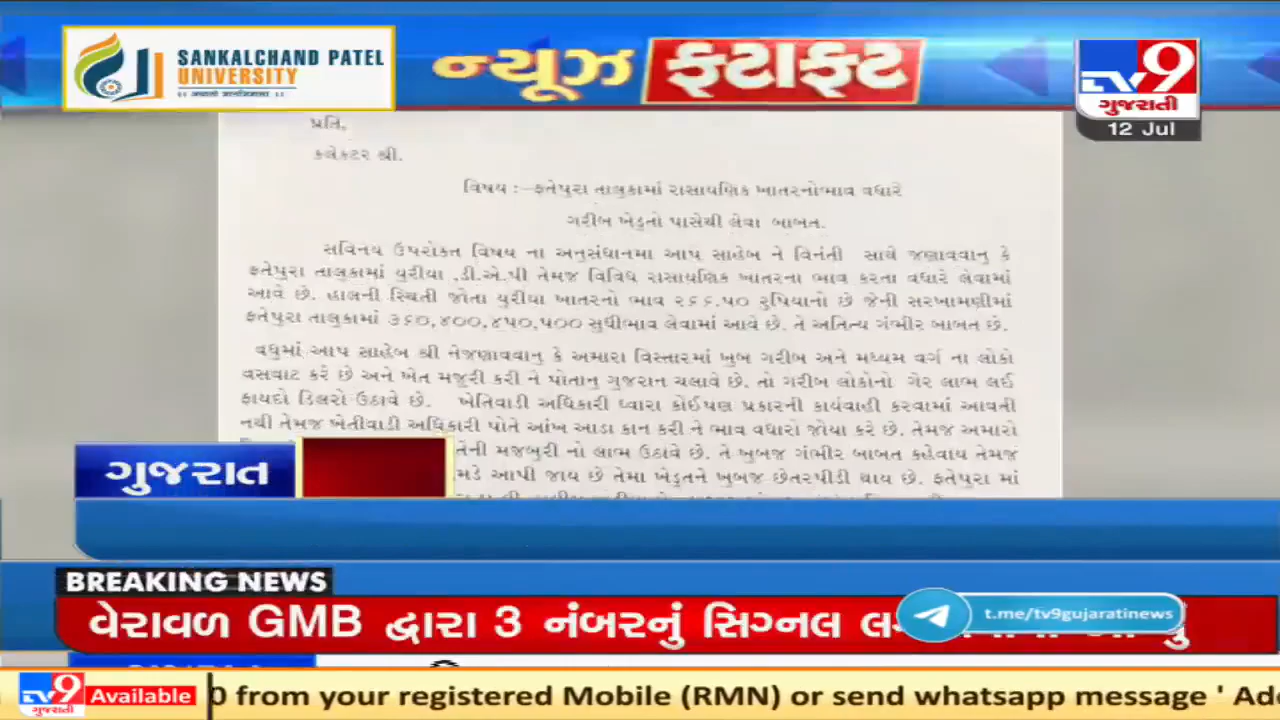 SANKALCHAND PATEL
UNIVERSITY
ન્યૂઝ ફટાફટ
TV9
ગુજરાતી
12 Jul
પ્રતિ,
કલેક્ટર શ્રી.
વિષય :-ફતેપુરા તાલુકામાં રાસાયણિક ખાતરનોભાવ વધારે
ગરીબ ખેડુતો પાસેથી લેવા બાબત.
સવિનય ઉપરોક્ત વિષય ના અનુસંધાનમા આપ સાહેબ ને વિનંતી સાથે જણાવવાનુ કે
ફતેપુરા તાલુકામાં યુરીયા .ડી.એ.પી તેમજ વિવિધ રાસાયણિક ખાતરના ભાવ કરતા વધારે લેવામાં
આવે છે. હાલની સ્થિતી જોતા યુરીયા ખાતરનો ભાવ ૨૬૬.૫૦ રુપિયાનો છે જેની સરખામણીમાં
ફતેપુરા તાલુકામાં ૩૬૦,૪૦૦,૪૫૦,૫૦૦ સુધીભાવ લેવામાં આવે છે. તે અતિત્ય ગંભીર બાબત છે.
વધુમાં આપ સાહેબ શ્રી નેજણાવવાનુ કે અમારા વિસ્તારમાં ખુબ ગરીબ અને મધ્યમ વર્ગ ના લોકો
વસવાટ કરે છે અને ખેત મજુરી કરી ને પોતાનુ ગુજરાન ચલાવે છે. તો ગરીબ લોકોનો ગેર લાભ લઈ
ફાયદો ડિલરો ઉઠાવે છે. ખેતિવાડી અધિકારી ધ્વારા કોઈપણ પ્રકારની કાર્યવાહી કરવામાં આવતી
નથી તેમજ ખેતીવાડી અધિકારી પોતે આંખ આડા કાન કરી ને ભાવ વધારો જોયા કરે છે. તેમજ અમારો
તેની મજબુરી નો લાભ ઉઠાવે છે. તે ખુબજ ગંભીર બાબત કહેવાય તેમજ
મડે આપી જાય છે તેમા ખેડુતને ખુબજ છેતરપીડી થાય છે. ફતેપુરા માં
ગુજરાત
BREAKING NEWS
વેરાવળ GMB દ્વારા 3 નંબરનું સિગ્નલ
t.me/tv9gujaratinews
TV9
ગુજરાતી
Available
0 from your registered Mobile (RMN) or send whatsapp message ' Ad